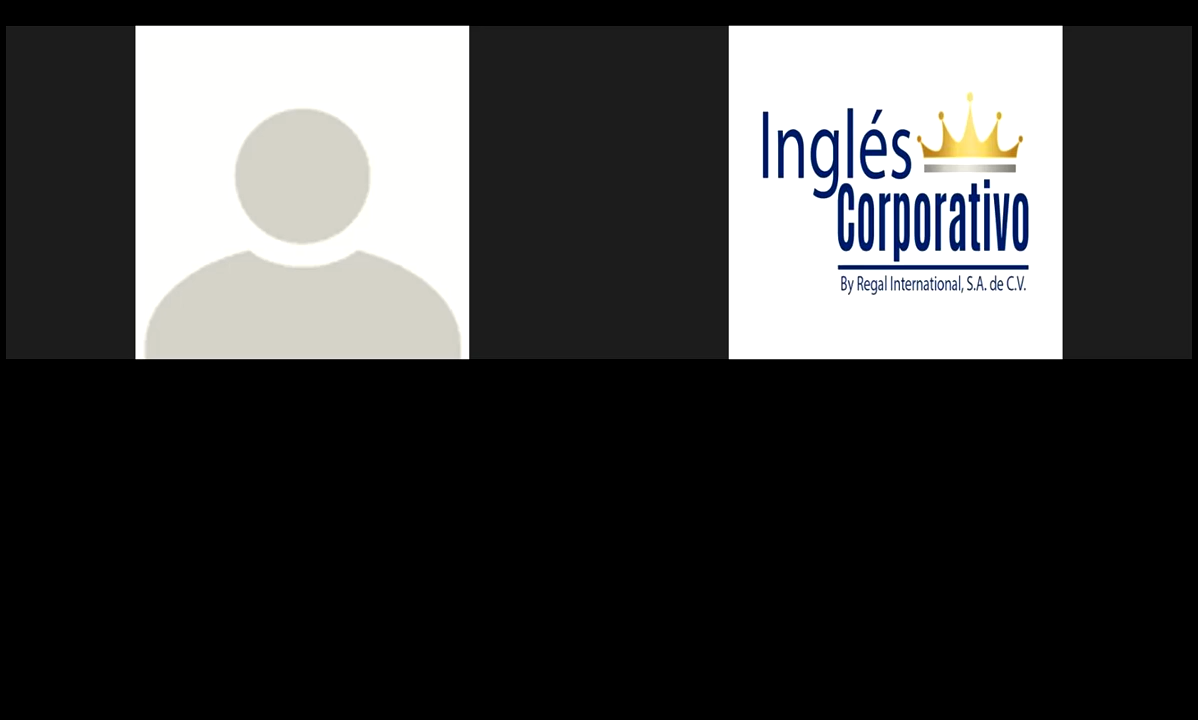 Inglés
Corporativo
By Regal International, S.A. de C.V.